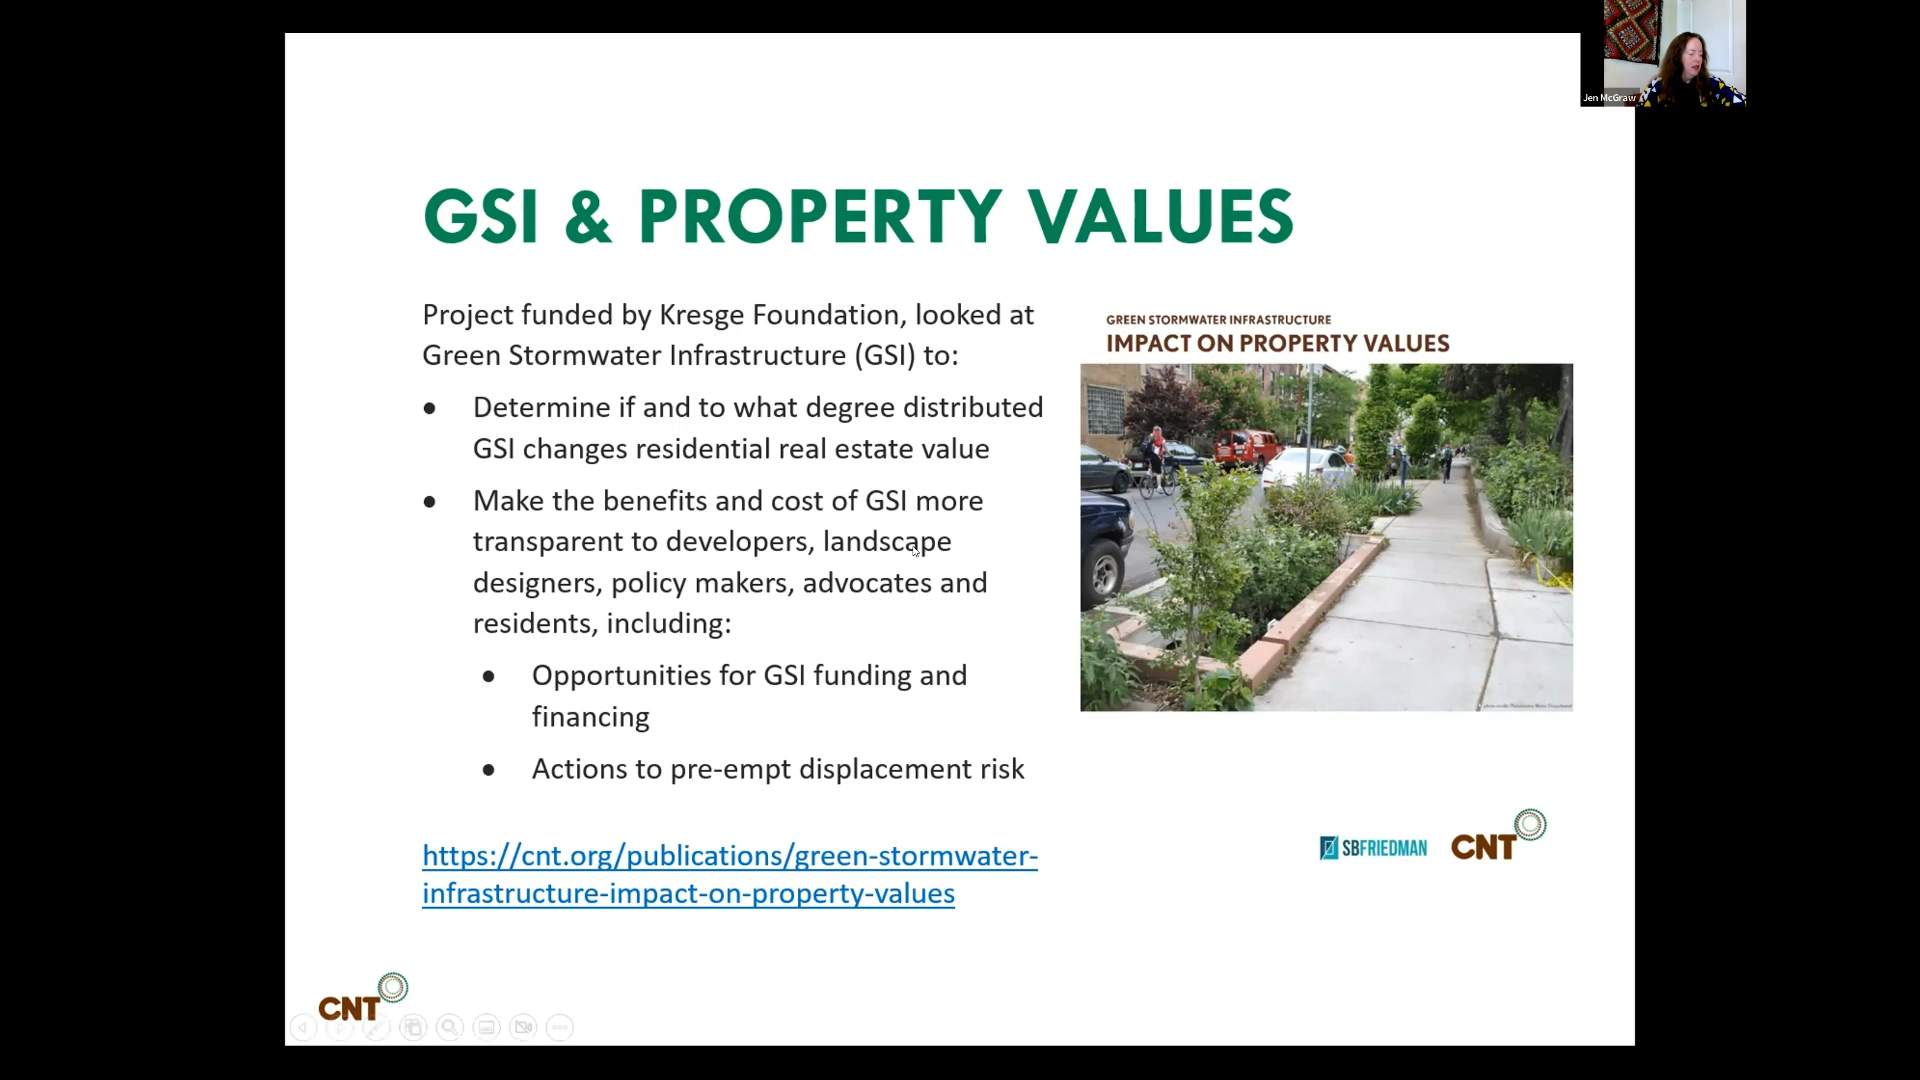 Jen McGraw
GSI & PROPERTY VALUES
Project funded by Kresge Foundation, looked at
Green Stormwater Infrastructure (GSI) to:
● Determine if and to what degree distributed
GSI changes residential real estate value
● Make the benefits and cost of GSI more
transparent to developers, landscape
designers, policy makers, advocates and
residents, including:
● Opportunities for GSI funding and
financing
● Actions to pre-empt displacement risk
https://cnt.org/publications/green-stormwater-
infrastructure-impact-on-property-values
GREEN STORMWATER INFRASTRUCTURE
IMPACT ON PROPERTY VALUES
SBFRIEDMAN
CNT
CNT